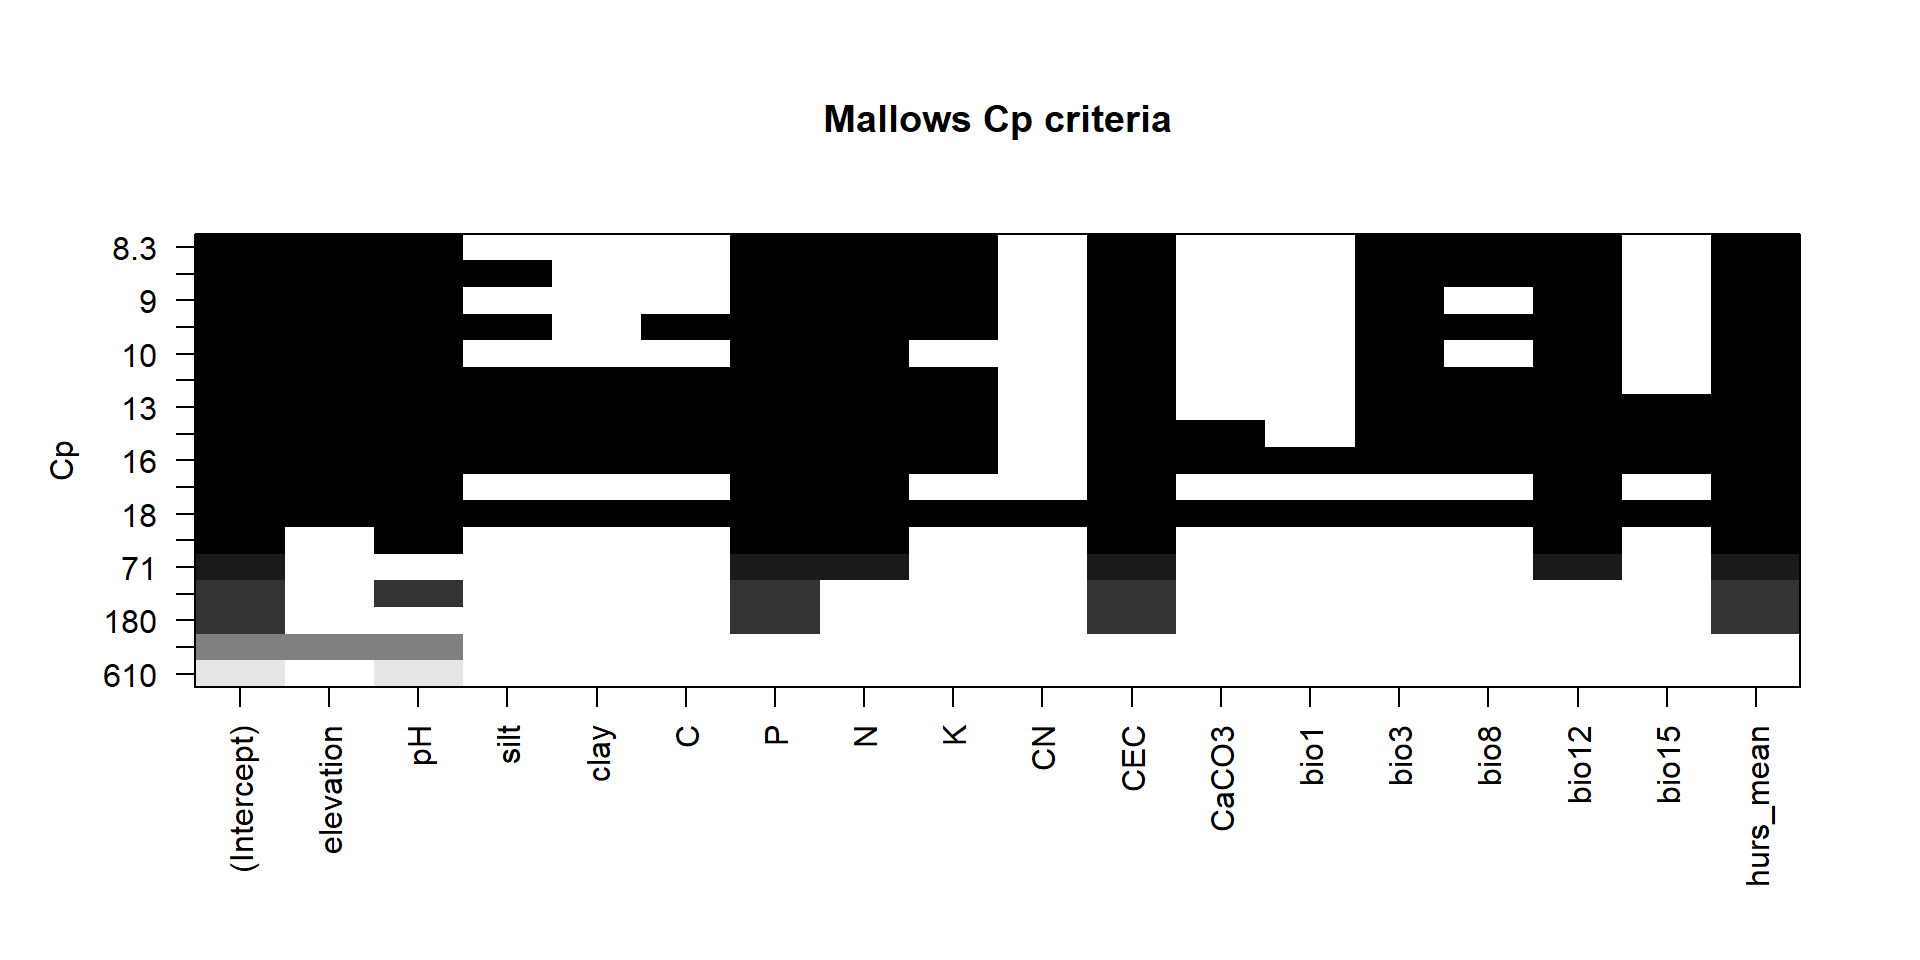 Mallows Cp criteria
Cp
8.3
9
10
13
16
18
71
180
610
(Intercept)
elevation
pH
silt
clay
C
P
N
K
CN
CEC
CaCO3
bio1
bio3
bio8
bio12
bio15
hurs_mean